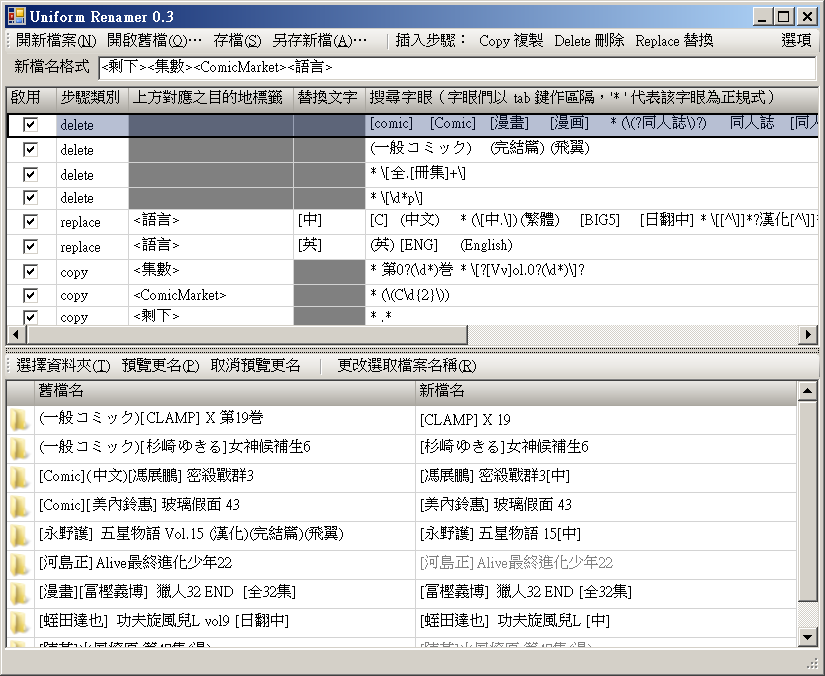 Uniform Renamer 0.3
開新檔案(N) 開啟舊檔(O)… 存檔(S) 另存新檔(A)… 插入步驟： Copy 複製 Delete 刪除 Replace 替換 選項
新檔名格式 <剩下><集數><ComicMarket><語言>
啟用 步驟類別 上方對應之目的地標籤 替換文字 搜尋字眼（字眼們以 tab 鍵作區隔，'* ' 代表該字眼為正規式）
delete [comic] [Comic] [漫畫] [漫画] * (\(?同人誌\)?) 同人誌 [同人
delete (一般コミック) (完結篇) (飛翼)
delete * \[全.[冊集]+\]
delete * \[\d*p\]
replace <語言> [中] [C] (中文) * (\[中.\]) (繁體) [BIG5] [日翻中] * \[[^\]]*?漢化[^\]]*
replace <語言> [英] (英) [ENG] (English)
copy <集數> * 第0?(\d*)巻 * \[?[Vv]ol.0?(\d*)\]?
copy <ComicMarket> * (\(C\d{2}\))
copy <剩下> * .*
選擇資料夾(T) 預覽更名(P) 取消預覽更名 更改選取檔案名稱(R)
舊檔名 新檔名
(一般コミック)[CLAMP] X 第19巻 [CLAMP] X 19
(一般コミック)[杉崎ゆきる]女神候補生6 [杉崎ゆきる]女神候補生6
[Comic](中文)[馮展鵬] 密殺戰群3 [馮展鵬] 密殺戰群3[中]
[Comic][美內鈴惠] 玻璃假面 43 [美內鈴惠] 玻璃假面 43
[永野護] 五星物語 Vol.15 (漢化)(完結篇)(飛翼) [永野護] 五星物語 15[中]
[河島正] Alive最終進化少年22 [河島正] Alive最終進化少年22
[漫畫][冨樫義博] 獵人32 END [全32集] [冨樫義博] 獵人32 END [全32集]
[蛭田達也] 功夫旋風兒L vol9 [日翻中] [蛭田達也] 功夫旋風兒L [中]